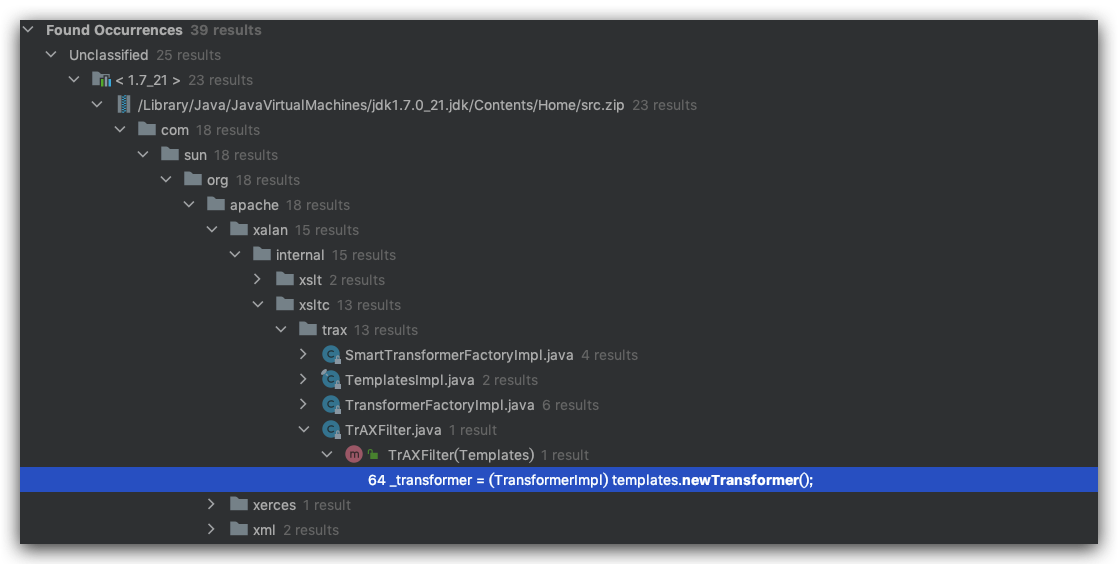 Found Occurrences 39 results
Unclassified 25 results
< 1.7_21 > 23 results
/Library/Java/JavaVirtualMachines/jdk1.7.0_21.jdk/Contents/Home/src.zip 23 results
com 18 results
sun 18 results
org 18 results
apache 18 results
xalan 15 results
internal 15 results
xslt 2 results
xsltc 13 results
trax 13 results
SmartTransformerFactoryImpl.java 4 results
TemplatesImpl.java 2 results
TransformerFactoryImpl.java 6 results
TrAXFilter.java 1 result
TrAXFilter(Templates) 1 result
64 _transformer = (TransformerImpl) templates.newTransformer();
xerces 1 result
xml 2 results